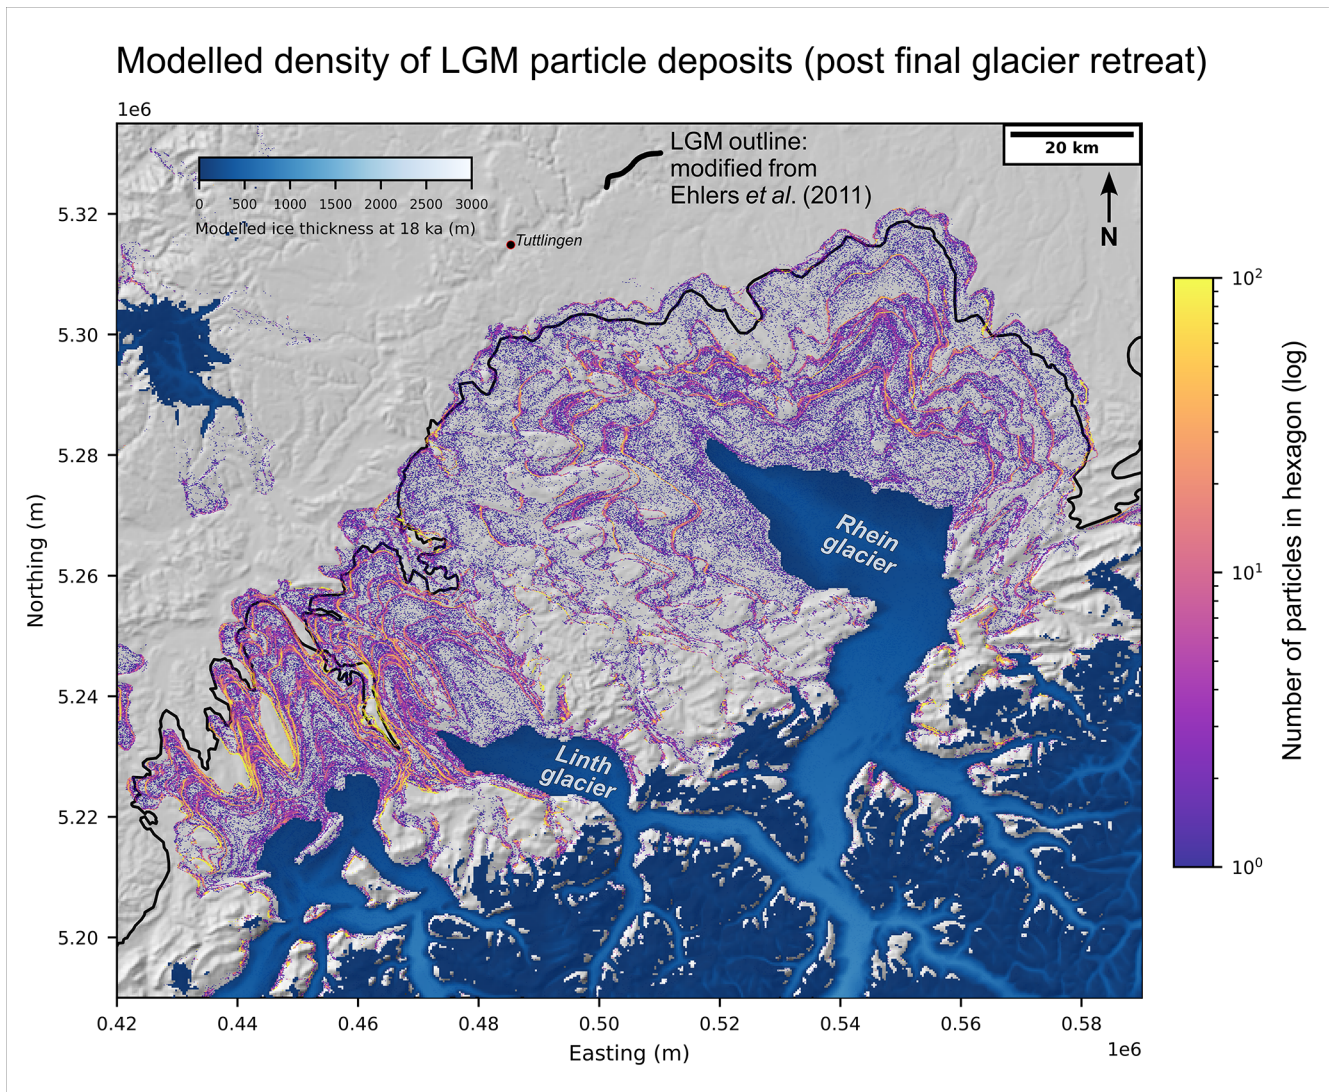 Modelled density of LGM particle deposits (post final glacier retreat)
1e6
LGM outline:
modified from
Ehlers et al. (2011)
20 km
N
0 500 1000 1500 2000 2500 3000
Modelled ice thickness at 18 ka (m)
Tuttlingen
Rhein
glacier
Linth
glacier
5.32
5.30
5.28
5.26
5.24
5.22
5.20
Northing (m)
0.42 0.44 0.46 0.48 0.50 0.52 0.54 0.56 0.58
1e6
Easting (m)
10²
10¹
10⁰
Number of particles in hexagon (log)